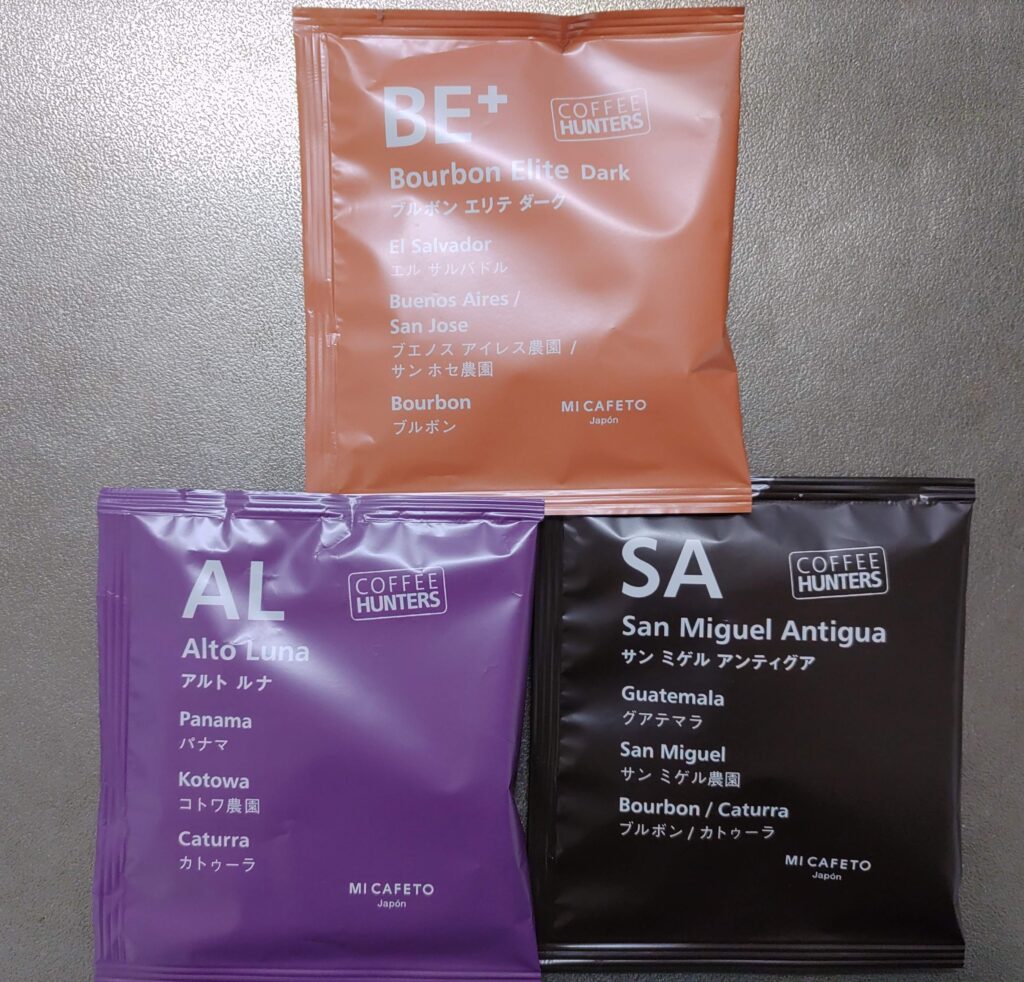 BE+
COFFEE
HUNTERS
Bourbon Elite Dark
ブルボン エリテ ダーク
El Salvador
エル サルバドル
Buenos Aires /
San Jose
ブエノス アイレス農園 /
サン ホセ農園
Bourbon
ブルボン
MI CAFETO
Japón
AL
COFFEE
HUNTERS
Alto Luna
アルト ルナ
Panama
パナマ
Kotowa
コトワ農園
Caturra
カトゥーラ
MI CAFETO
Japón
SA
COFFEE
HUNTERS
San Miguel Antigua
サン ミゲル アンティグア
Guatemala
グアテマラ
San Miguel
サン ミゲル農園
Bourbon / Caturra
ブルボン / カトゥーラ
MI CAFETO
Japón